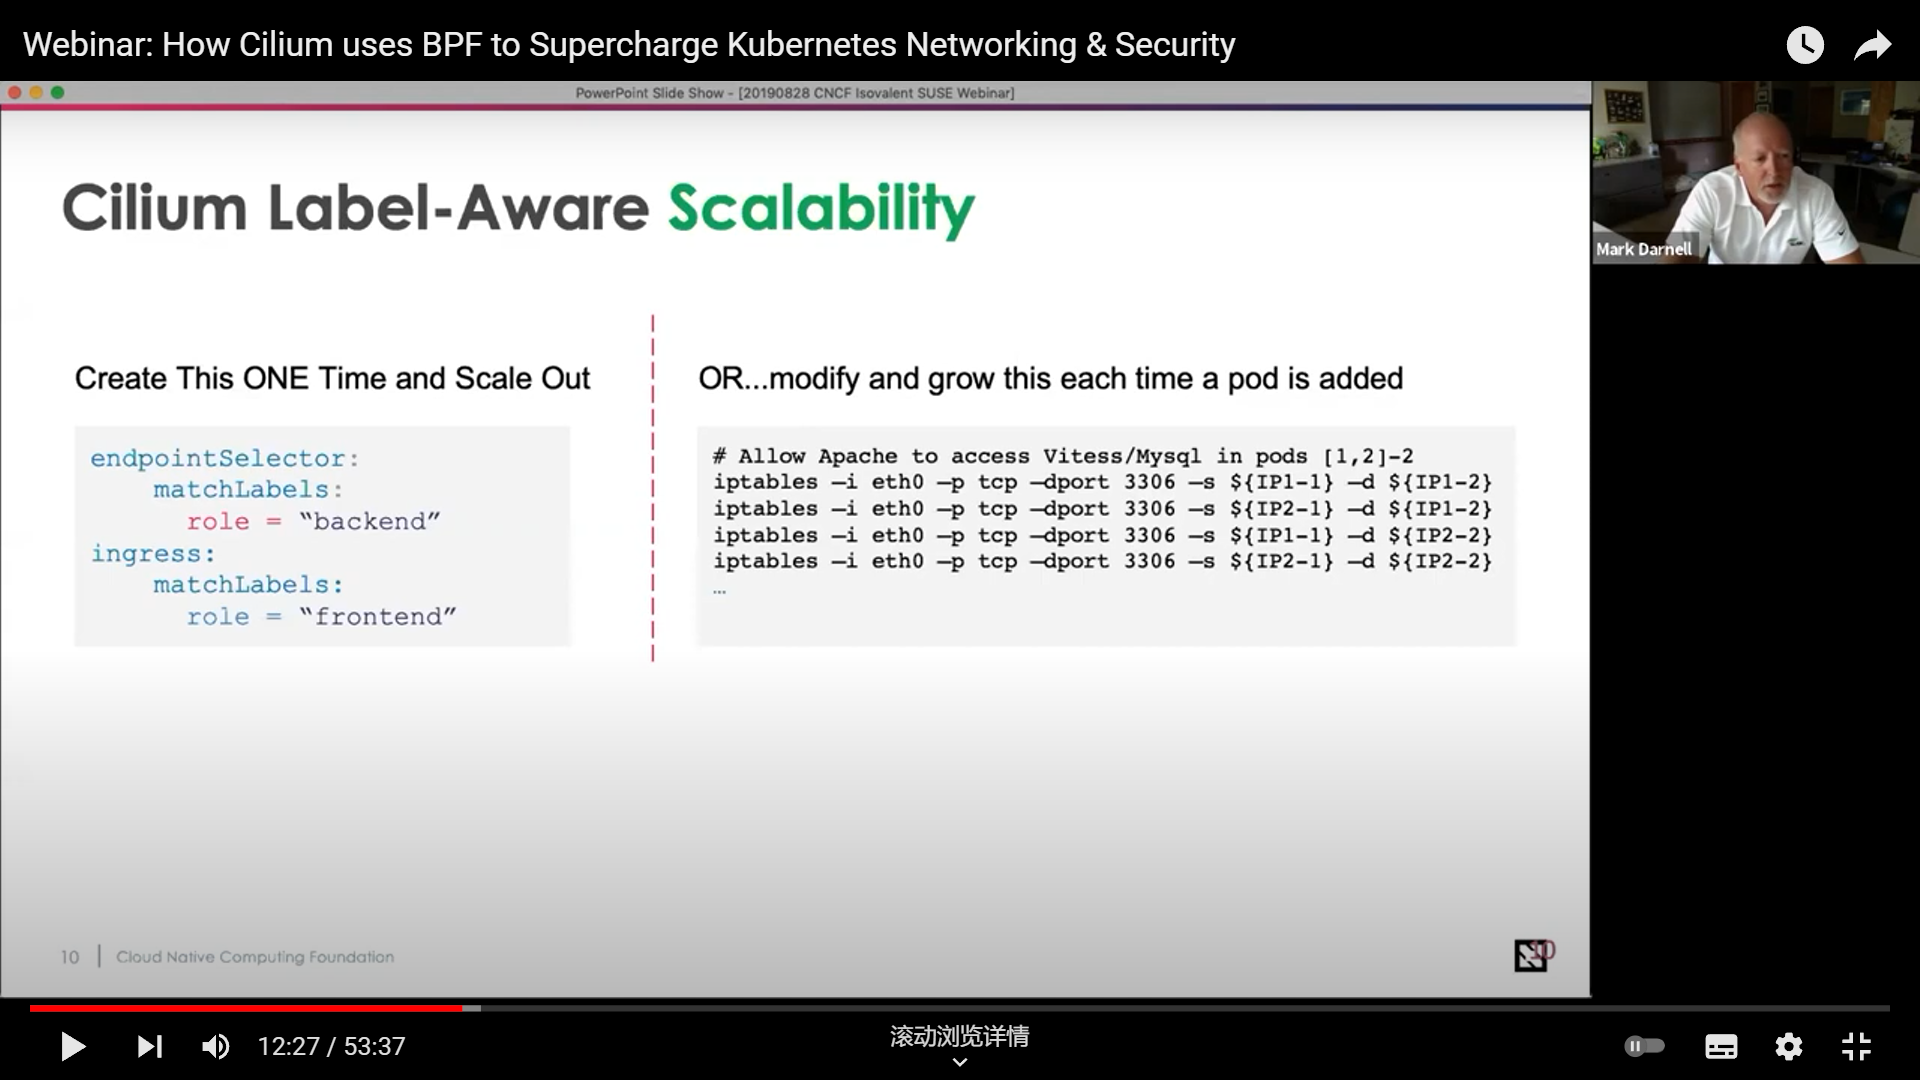 Webinar: How Cilium uses BPF to Supercharge Kubernetes Networking & Security
PowerPoint Slide Show - [20190828 CNCF Isovalent SUSE Webinar]
Mark Darnell
Cilium Label-Aware Scalability
Create This ONE Time and Scale Out
endpointSelector:
matchLabels:
role = “backend”
ingress:
matchLabels:
role = “frontend”
OR...modify and grow this each time a pod is added
# Allow Apache to access Vitess/Mysql in pods [1,2]-2
iptables –i eth0 –p tcp –dport 3306 –s ${IP1-1} –d ${IP1-2}
iptables –i eth0 –p tcp –dport 3306 –s ${IP2-1} –d ${IP1-2}
iptables –i eth0 –p tcp –dport 3306 –s ${IP1-1} –d ${IP2-2}
iptables –i eth0 –p tcp –dport 3306 –s ${IP2-1} –d ${IP2-2}
…
10 | Cloud Native Computing Foundation
10
12:27 / 53:37
滚动浏览详情